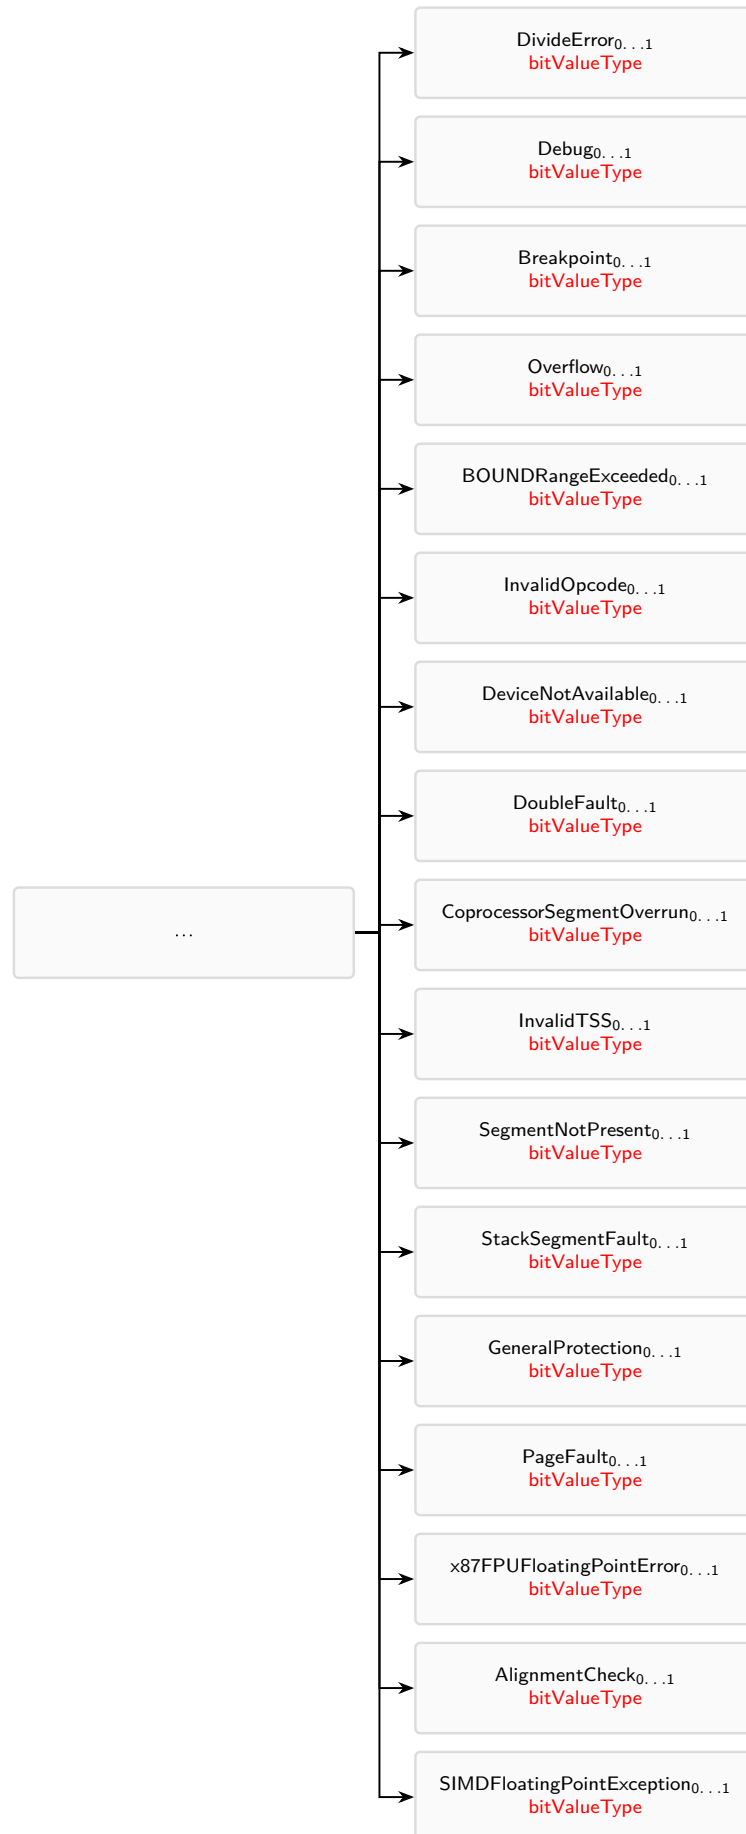 DivideError0...1
bitValueType
Debug0...1
bitValueType
Breakpoint0...1
bitValueType
Overflow0...1
bitValueType
BOUNDRangeExceeded0...1
bitValueType
InvalidOpcode0...1
bitValueType
DeviceNotAvailable0...1
bitValueType
DoubleFault0...1
bitValueType
...
CoprocessorSegmentOverrun0...1
bitValueType
InvalidTSS0...1
bitValueType
SegmentNotPresent0...1
bitValueType
StackSegmentFault0...1
bitValueType
GeneralProtection0...1
bitValueType
PageFault0...1
bitValueType
x87FPUFloatingPointError0...1
bitValueType
AlignmentCheck0...1
bitValueType
SIMDFloatingPointException0...1
bitValueType